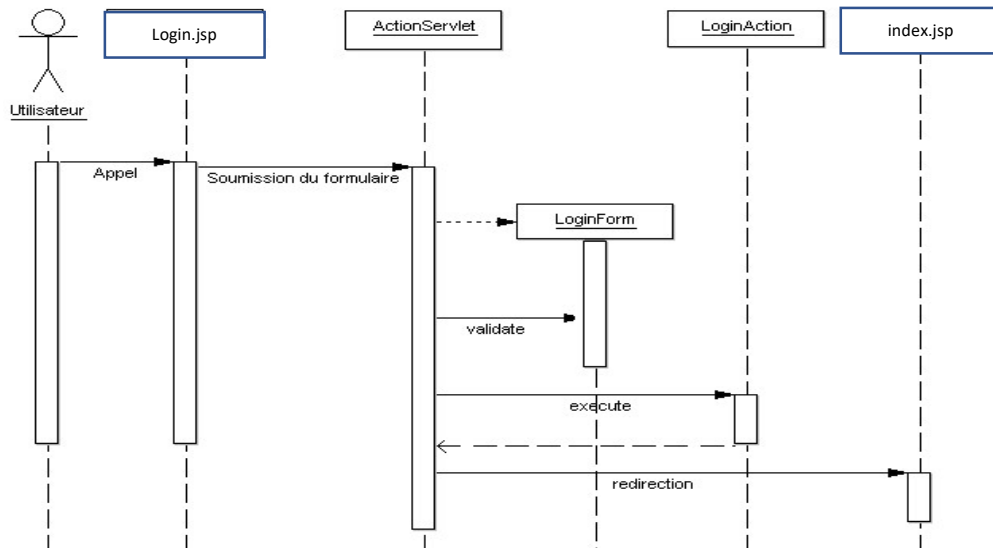 Login.jsp
ActionServlet
LoginAction
index.jsp
Utilisateur
Appel
Soumission du formulaire
LoginForm
validate
execute
redirection